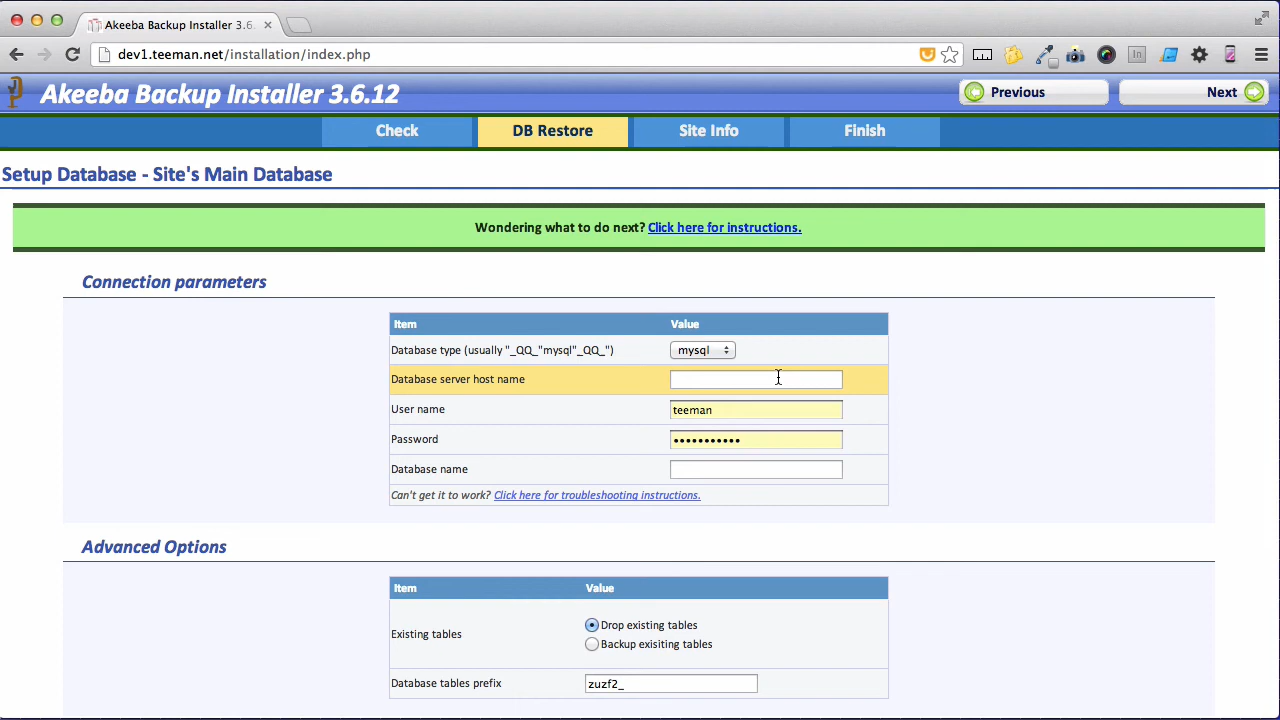 Akeeba Backup Installer 3.6
dev1.teeman.net/installation/index.php
Akeeba Backup Installer 3.6.12
Previous
Next
Check
DB Restore
Site Info
Finish
Setup Database - Site's Main Database
Wondering what to do next? Click here for instructions.
Connection parameters
Item Value
Database type (usually "_QQ_"mysql"_QQ_") mysql
Database server host name
User name teeman
Password •••••••••••
Database name
Can't get it to work? Click here for troubleshooting instructions.
Advanced Options
Item Value
Existing tables
Drop existing tables
Backup exisiting tables
Database tables prefix zuzf2_